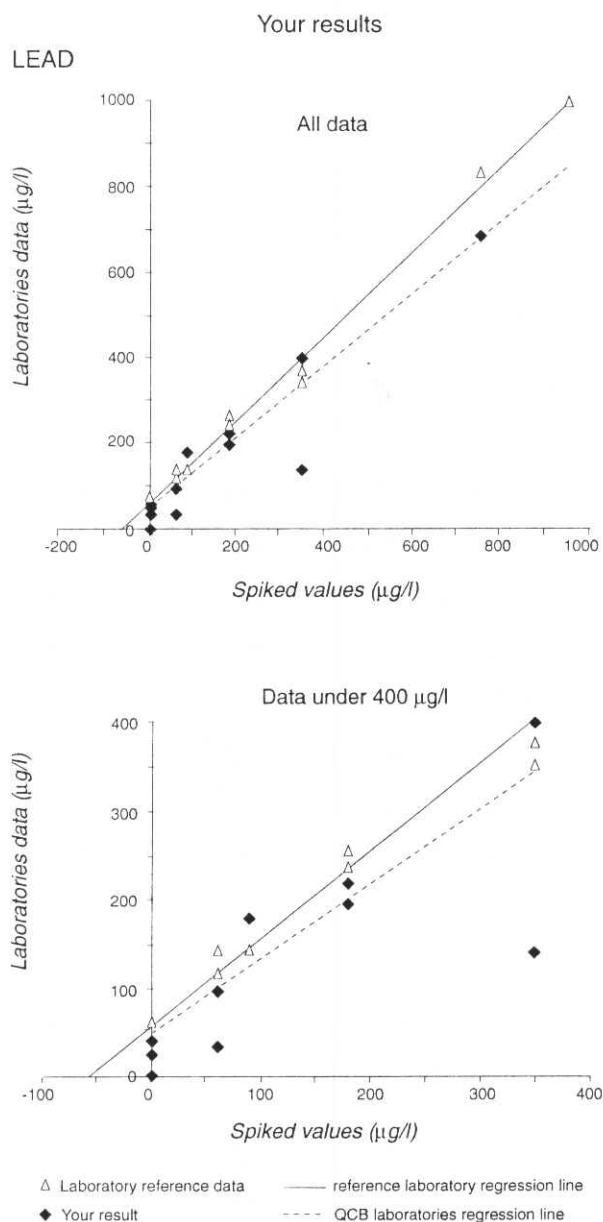 Your results
LEAD
All data
Laboratories data (µg/l)
1000
800
600
400
200
0
-200 0 200 400 600 800 1000
Spiked values (µg/l)
Data under 400 µg/l
Laboratories data (µg/l)
400
300
200
100
0
-100 0 100 200 300 400
Spiked values (µg/l)
△ Laboratory reference data —— reference laboratory regression line
◆ Your result ---- QCB laboratories regression line